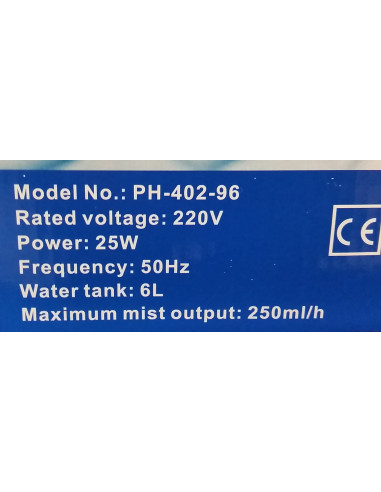 Model No.: PH-402-96
Rated voltage: 220V
Power: 25W
Frequency: 50Hz
Water tank: 6L
Maximum mist output: 250ml/h
CE